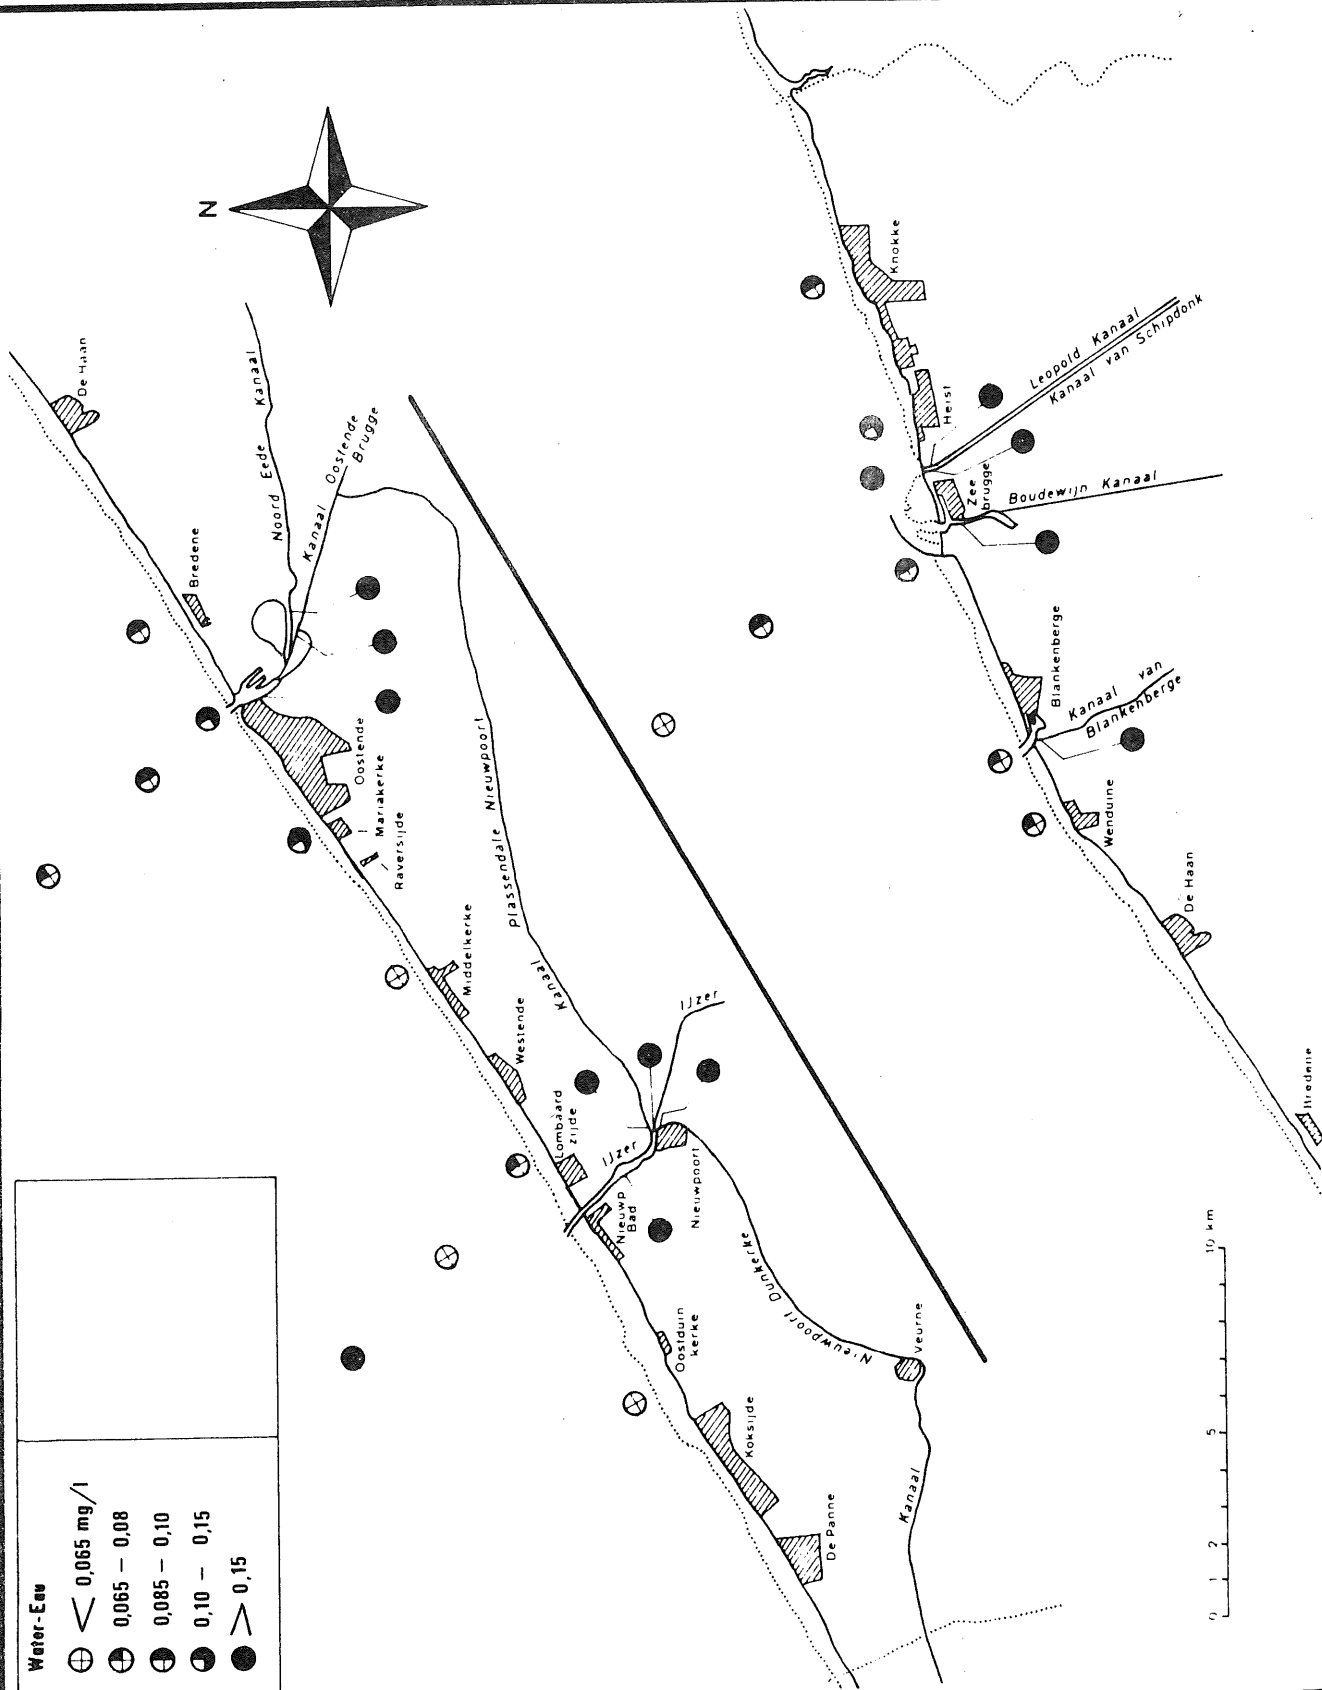 Water-Eau
< 0,065 mg/l
0,065 – 0,08
0,085 – 0,10
0,10 – 0,15
> 0,15
N
De Haan
Bredene
Noord Eede Kanaal
Kanaal Oostende
Brugge
Oostende
Mariakerke
Raversijde
Middelkerke
Westende
Lombaard
zijde
Kanaal Plassendale Nieuwpoort
IJzer
IJzer
Nieuwp
Bad
Nieuwpoort
Oostduin
kerke
Koksijde
De Panne
Kanaal Nieuwpoort Dunkerke
Veurne
Knokke
Heist
Leopold Kanaal
Kanaal van Schipdonk
Zee
brugge
Boudewijn Kanaal
Blankenberge
Kanaal van
Blankenberge
Wenduine
De Haan
Bredene
0 1 2 5 10 km